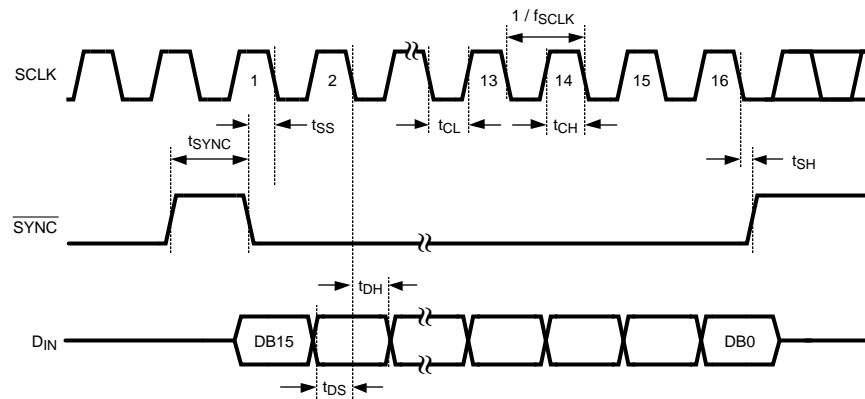 1 / fSCLK
SCLK
1
2
13
14
15
16
tSS
tCL
tCH
tSYNC
tSH
SYNC
tDH
DIN
DB15
DB0
tDS